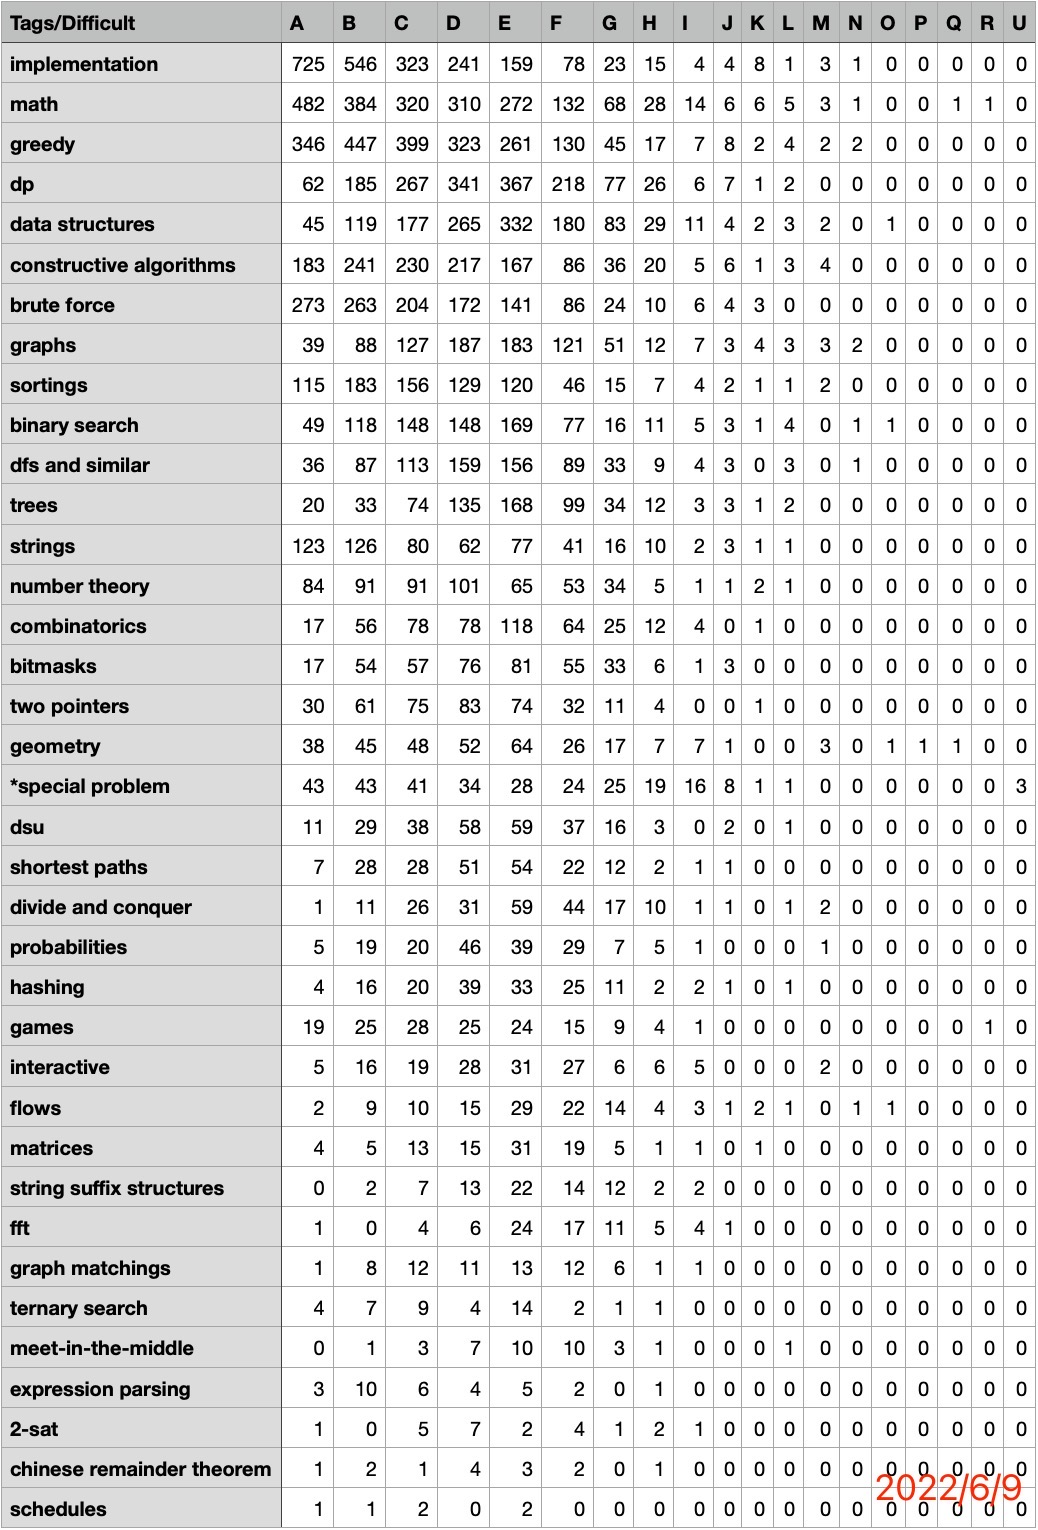 Tags/Difficult A B C D E F G H I J K L M N O P Q R U
implementation 725 546 323 241 159 78 23 15 4 4 8 1 3 1 0 0 0 0 0
math 482 384 320 310 272 132 68 28 14 6 6 5 3 1 0 0 1 1 0
greedy 346 447 399 323 261 130 45 17 7 8 2 4 2 2 0 0 0 0 0
dp 62 185 267 341 367 218 77 26 6 7 1 2 0 0 0 0 0 0 0
data structures 45 119 177 265 332 180 83 29 11 4 2 3 2 0 1 0 0 0 0
constructive algorithms 183 241 230 217 167 86 36 20 5 6 1 3 4 0 0 0 0 0 0
brute force 273 263 204 172 141 86 24 10 6 4 3 0 0 0 0 0 0 0 0
graphs 39 88 127 187 183 121 51 12 7 3 4 3 3 2 0 0 0 0 0
sortings 115 183 156 129 120 46 15 7 4 2 1 1 2 0 0 0 0 0 0
binary search 49 118 148 148 169 77 16 11 5 3 1 4 0 1 1 0 0 0 0
dfs and similar 36 87 113 159 156 89 33 9 4 3 0 3 0 1 0 0 0 0 0
trees 20 33 74 135 168 99 34 12 3 3 1 2 0 0 0 0 0 0 0
strings 123 126 80 62 77 41 16 10 2 3 1 1 0 0 0 0 0 0 0
number theory 84 91 91 101 65 53 34 5 1 1 2 1 0 0 0 0 0 0 0
combinatorics 17 56 78 78 118 64 25 12 4 0 1 0 0 0 0 0 0 0 0
bitmasks 17 54 57 76 81 55 33 6 1 3 0 0 0 0 0 0 0 0 0
two pointers 30 61 75 83 74 32 11 4 0 0 1 0 0 0 0 0 0 0 0
geometry 38 45 48 52 64 26 17 7 7 1 0 0 3 0 1 1 1 0 0
*special problem 43 43 41 34 28 24 25 19 16 8 1 1 0 0 0 0 0 0 3
dsu 11 29 38 58 59 37 16 3 0 2 0 1 0 0 0 0 0 0 0
shortest paths 7 28 28 51 54 22 12 2 1 1 0 0 0 0 0 0 0 0 0
divide and conquer 1 11 26 31 59 44 17 10 1 1 0 1 2 0 0 0 0 0 0
probabilities 5 19 20 46 39 29 7 5 1 0 0 0 1 0 0 0 0 0 0
hashing 4 16 20 39 33 25 11 2 2 1 0 1 0 0 0 0 0 0 0
games 19 25 28 25 24 15 9 4 1 0 0 0 0 0 0 0 0 1 0
interactive 5 16 19 28 31 27 6 6 5 0 0 0 2 0 0 0 0 0 0
flows 2 9 10 15 29 22 14 4 3 1 2 1 0 1 1 0 0 0 0
matrices 4 5 13 15 31 19 5 1 1 0 1 0 0 0 0 0 0 0 0
string suffix structures 0 2 7 13 22 14 12 2 2 0 0 0 0 0 0 0 0 0 0
fft 1 0 4 6 24 17 11 5 4 1 0 0 0 0 0 0 0 0 0
graph matchings 1 8 12 11 13 12 6 1 1 0 0 0 0 0 0 0 0 0 0
ternary search 4 7 9 4 14 2 1 1 0 0 0 0 0 0 0 0 0 0 0
meet-in-the-middle 0 1 3 7 10 10 3 1 0 0 0 1 0 0 0 0 0 0 0
expression parsing 3 10 6 4 5 2 0 1 0 0 0 0 0 0 0 0 0 0 0
2-sat 1 0 5 7 2 4 1 2 1 0 0 0 0 0 0 0 0 0 0
chinese remainder theorem 1 2 1 4 3 2 0 1 0 0 0 0 0 0 0 0 0 0 0
2022/6/9
schedules 1 1 2 0 2 0 0 0 0 0 0 0 0 0 0 0 0 0 0